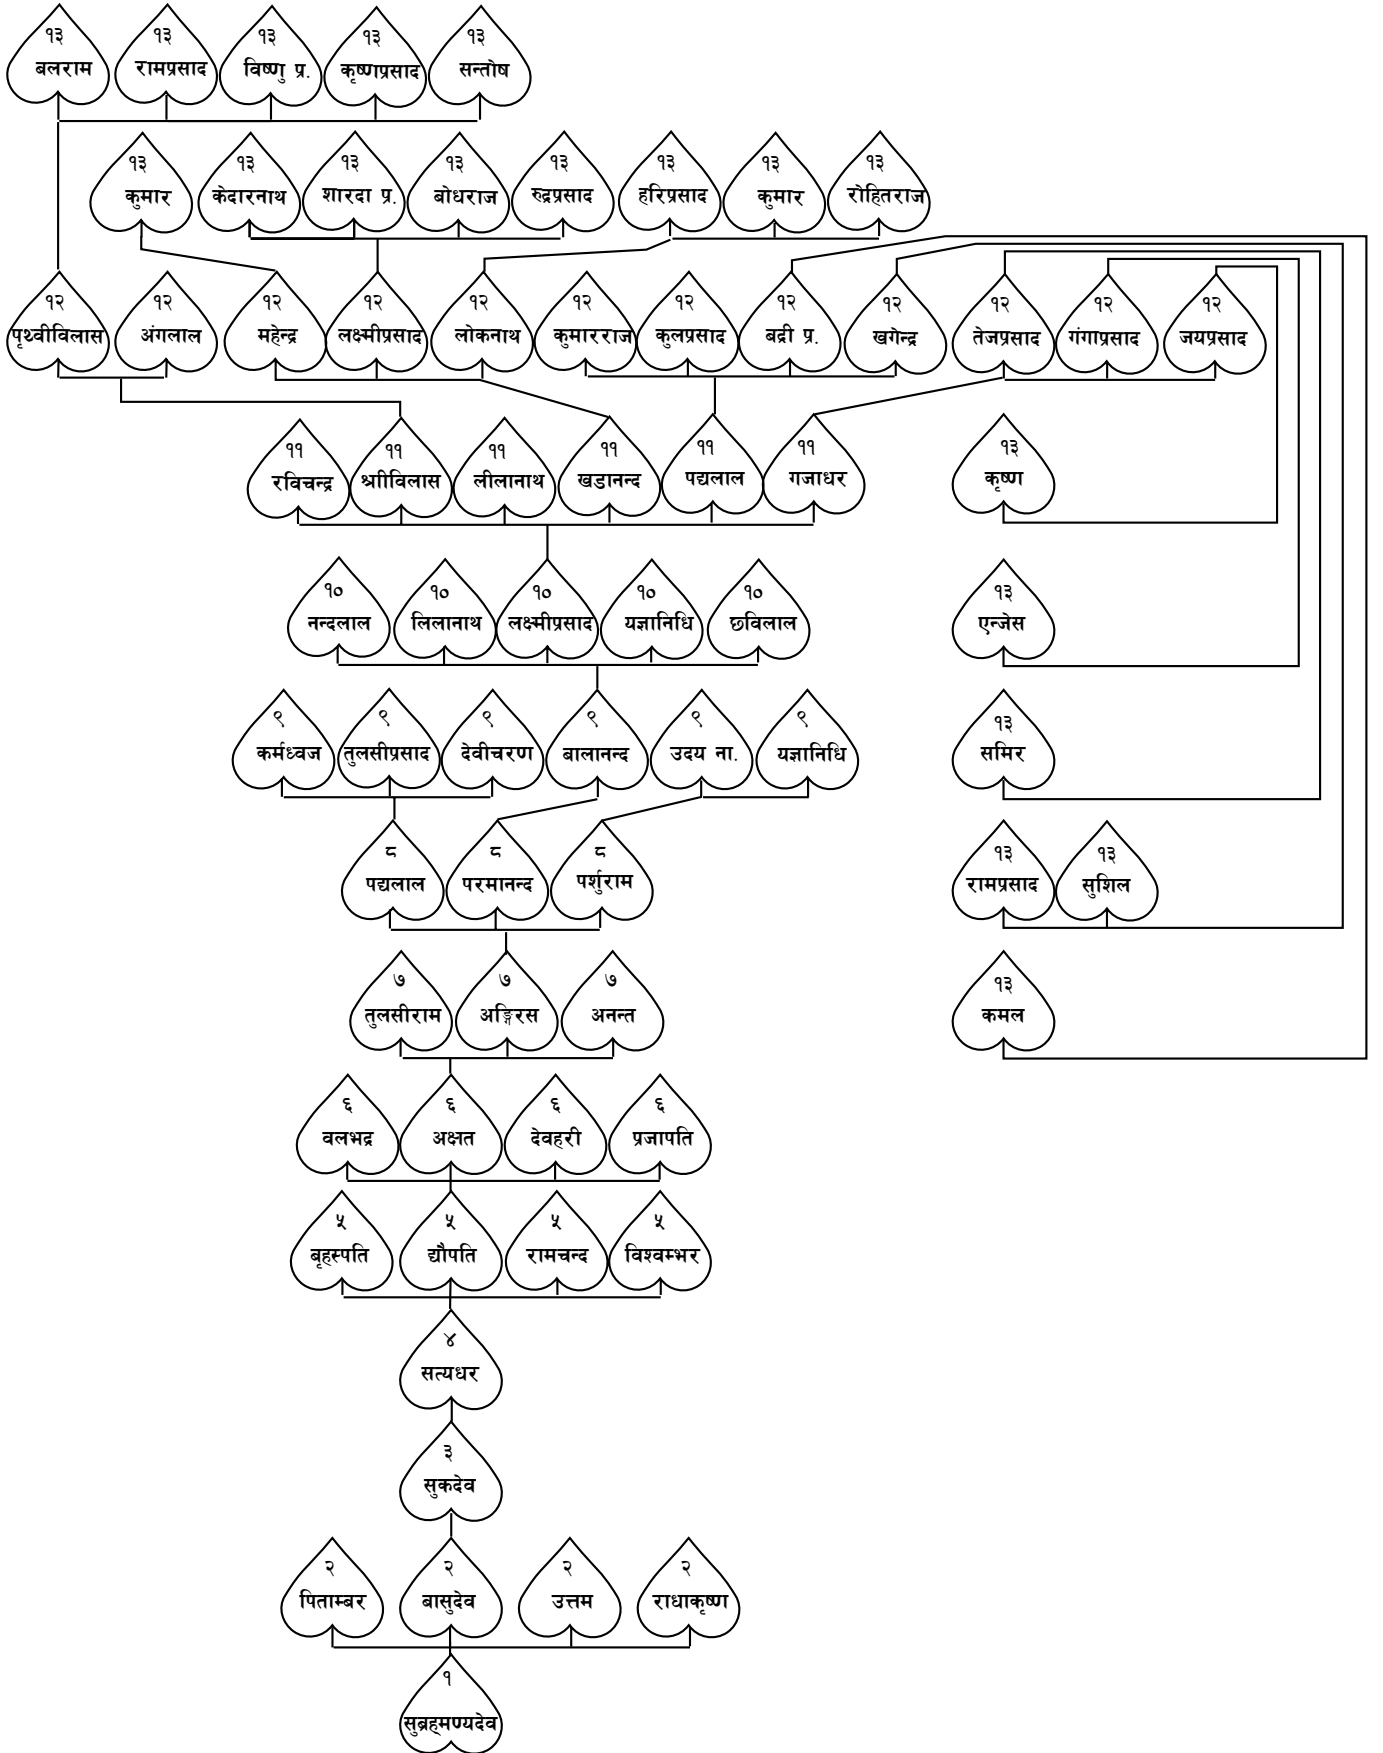 १३ १३ १३ १३ १३
बलराम रामप्रसाद विष्णु प्र. कृष्णप्रसाद सन्तोष
१३ १३ १३ १३ १३ १३ १३ १३
कुमार केदारनाथ शारदा प्र. बोधराज रुद्रप्रसाद हरिप्रसाद कुमार रोहितराज
१२ १२ १२ १२ १२ १२ १२ १२ १२ १२ १२ १२
पृथ्वीविलास अंगलाल महेन्द्र लक्ष्मीप्रसाद लोकनाथ कुमारराज कुलप्रसाद बद्री प्र. खगेन्द्र तेजप्रसाद गंगाप्रसाद जयप्रसाद
११ ११ ११ ११ ११ ११ १३
रविचन्द्र श्राीविलास लीलानाथ खडानन्द पद्यलाल गजाधर कृष्ण
१० १० १० १० १० १३
नन्दलाल लिलानाथ लक्ष्मीप्रसाद यज्ञानिधि छविलाल एन्जेस
९ ९ ९ ९ ९ ९ १३
कर्मध्वज तुलसीप्रसाद देवीचरण बालानन्द उदय ना. यज्ञानिधि समिर
८ ८ ८ १३ १३
पद्यलाल परमानन्द पर्शुराम रामप्रसाद सुशिल
७ ७ ७ १३
तुलसीराम अङ्गिरस अनन्त कमल
६ ६ ६ ६
वलभद्र अक्षत देवहरी प्रजापति
५ ५ ५ ५
बृहस्पति द्यौपति रामचन्द विश्वम्भर
४
सत्यधर
३
सुकदेव
२ २ २ २
पिताम्बर बासुदेव उत्तम राधाकृष्ण
१
सुब्रह्मण्यदेव